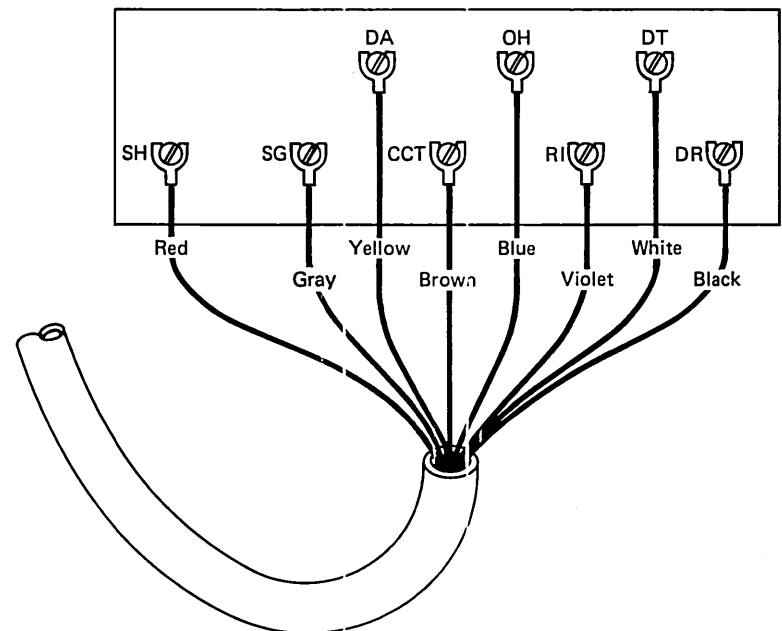 DA OH DT
SH SG CCT RI DR
Red Yellow Blue White
Gray Brown Violet Black